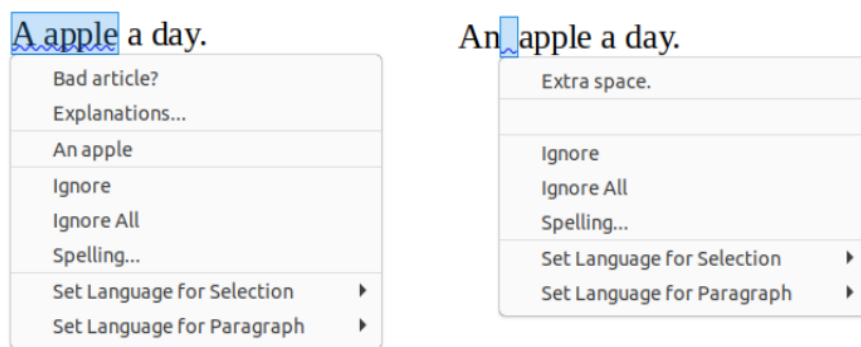 A apple a day.
Bad article?
Explanations...
An apple
Ignore
Ignore All
Spelling...
Set Language for Selection
Set Language for Paragraph
An  apple a day.
Extra space.
Ignore
Ignore All
Spelling...
Set Language for Selection
Set Language for Paragraph